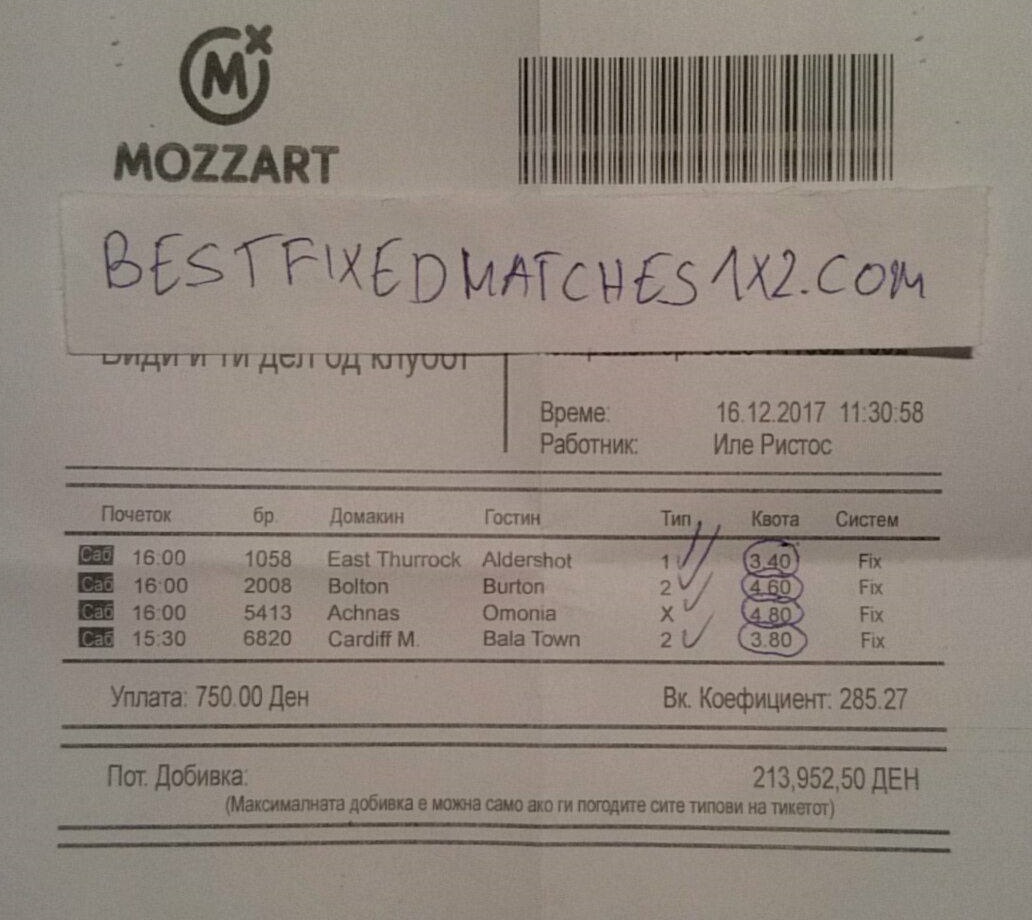 MOZZART
BESTFIXEDMATCHES1X2.COM
Види и ти дел од клубот
Време: 16.12.2017 11:30:58
Работник: Иле Ристос
Почеток бр. Домакин Гостин Тип Квота Систем
Саб 16:00 1058 East Thurrock Aldershot 1 3.40 Fix
Саб 16:00 2008 Bolton Burton 2 4.60 Fix
Саб 16:00 5413 Achnas Omonia X 4.80 Fix
Саб 15:30 6820 Cardiff M. Bala Town 2 3.80 Fix
Уплата: 750.00 Ден Вк. Коефициент: 285.27
Пот. Добивка: 213,952,50 ДЕН
(Максималната добивка е можна само ако ги погодите сите типови на тикетот)